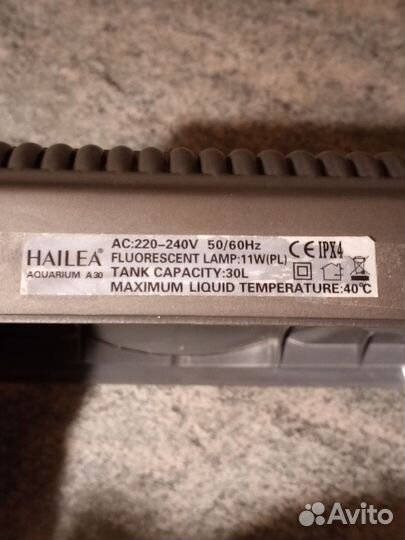 HAILEA®
AQUARIUM A30
AC:220-240V 50/60Hz
FLUORESCENT LAMP:11W(PL)
TANK CAPACITY:30L
MAXIMUM LIQUID TEMPERATURE:40℃
CE IPX4
Avito